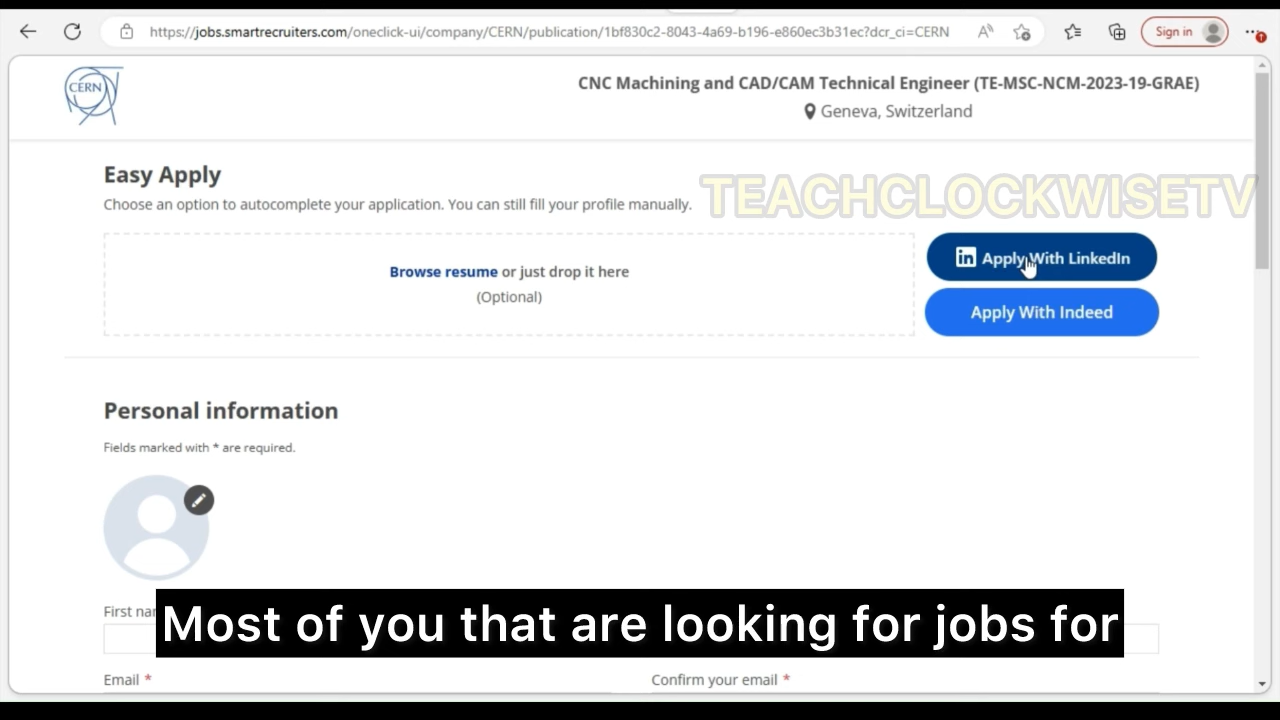 https://jobs.smartrecruiters.com/oneclick-ui/company/CERN/publication/1bf830c2-8043-4a69-b196-e860ec3b31ec?dcr_ci=CERN
Sign in
CERN
CNC Machining and CAD/CAM Technical Engineer (TE-MSC-NCM-2023-19-GRAE)
Geneva, Switzerland
Easy Apply
Choose an option to autocomplete your application. You can still fill your profile manually.
TEACHCLOCKWISETV
Browse resume or just drop it here
(Optional)
in Apply With LinkedIn
Apply With Indeed
Personal information
Fields marked with * are required.
First
Most of you that are looking for jobs for
Email *
Confirm your email *